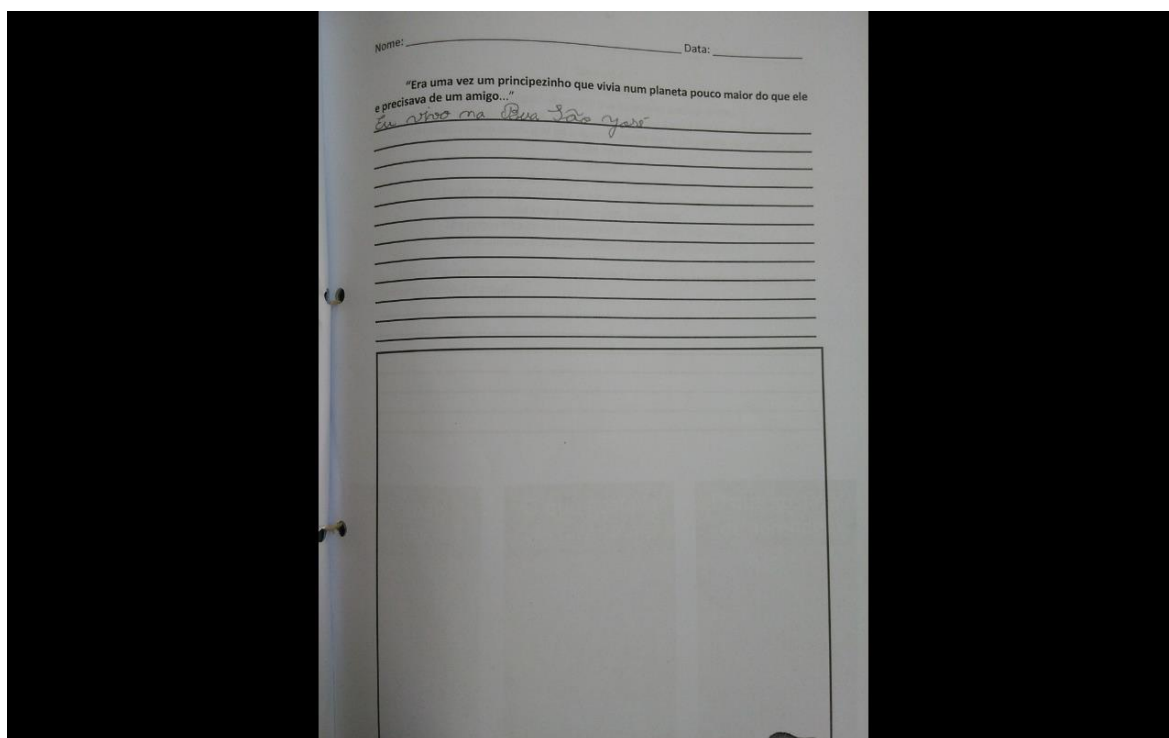 Nome: Data:
"Era uma vez um principezinho que vivia num planeta pouco maior do que ele
e precisava de um amigo..."
Eu vivo na Rua São José